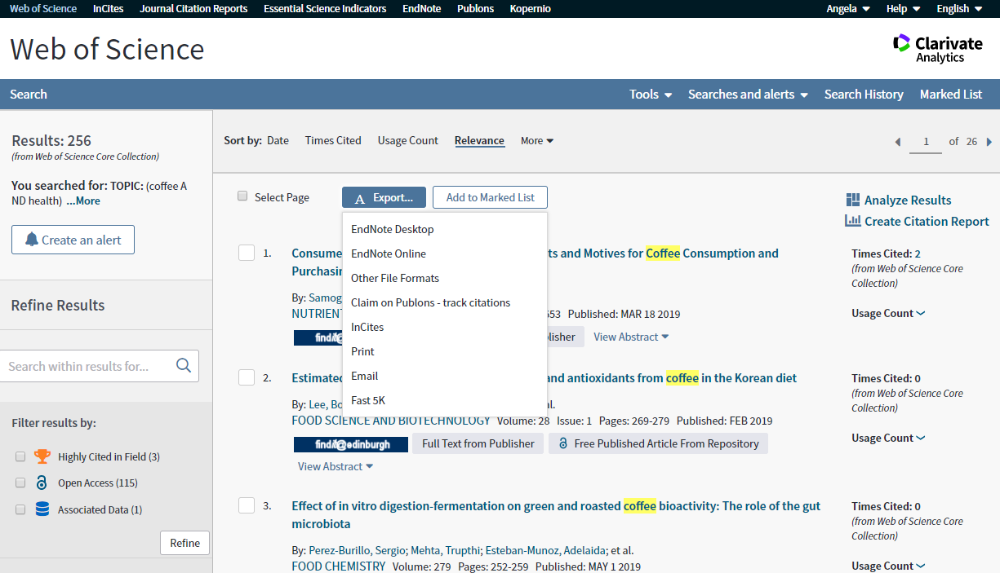 Web of Science InCites Journal Citation Reports Essential Science Indicators EndNote Publons Kopernio Angela Help English
Web of Science
Clarivate
Analytics
Search Tools Searches and alerts Search History Marked List
Results: 256
(from Web of Science Core Collection)
You searched for: TOPIC: (coffee A
ND health) ...More
Create an alert
Refine Results
Search within results for...
Filter results by:
Highly Cited in Field (3)
Open Access (115)
Associated Data (1)
Refine
Sort by: Date Times Cited Usage Count Relevance More
1 of 26
Select Page A Export... Add to Marked List
EndNote Desktop
EndNote Online
Other File Formats
Claim on Publons - track citations
InCites
Print
Email
Fast 5K
Analyze Results
Create Citation Report
1. Consume ts and Motives for Coffee Consumption and
Purchasin
By: Samog
NUTRIENT 553 Published: MAR 18 2019
find it@ lisher View Abstract
Times Cited: 2
(from Web of Science Core
Collection)
Usage Count
2. Estimated and antioxidants from coffee in the Korean diet
By: Lee, Bo al.
FOOD SCIENCE AND BIOTECHNOLOGY Volume: 28 Issue: 1 Pages: 269-279 Published: FEB 2019
find it@edinburgh Full Text from Publisher Free Published Article From Repository
View Abstract
Times Cited: 0
(from Web of Science Core
Collection)
Usage Count
3. Effect of in vitro digestion-fermentation on green and roasted coffee bioactivity: The role of the gut
microbiota
By: Perez-Burillo, Sergio; Mehta, Trupthi; Esteban-Munoz, Adelaida; et al.
FOOD CHEMISTRY Volume: 279 Pages: 252-259 Published: MAY 1 2019
Times Cited: 0
(from Web of Science Core
Collection)
Usage Count